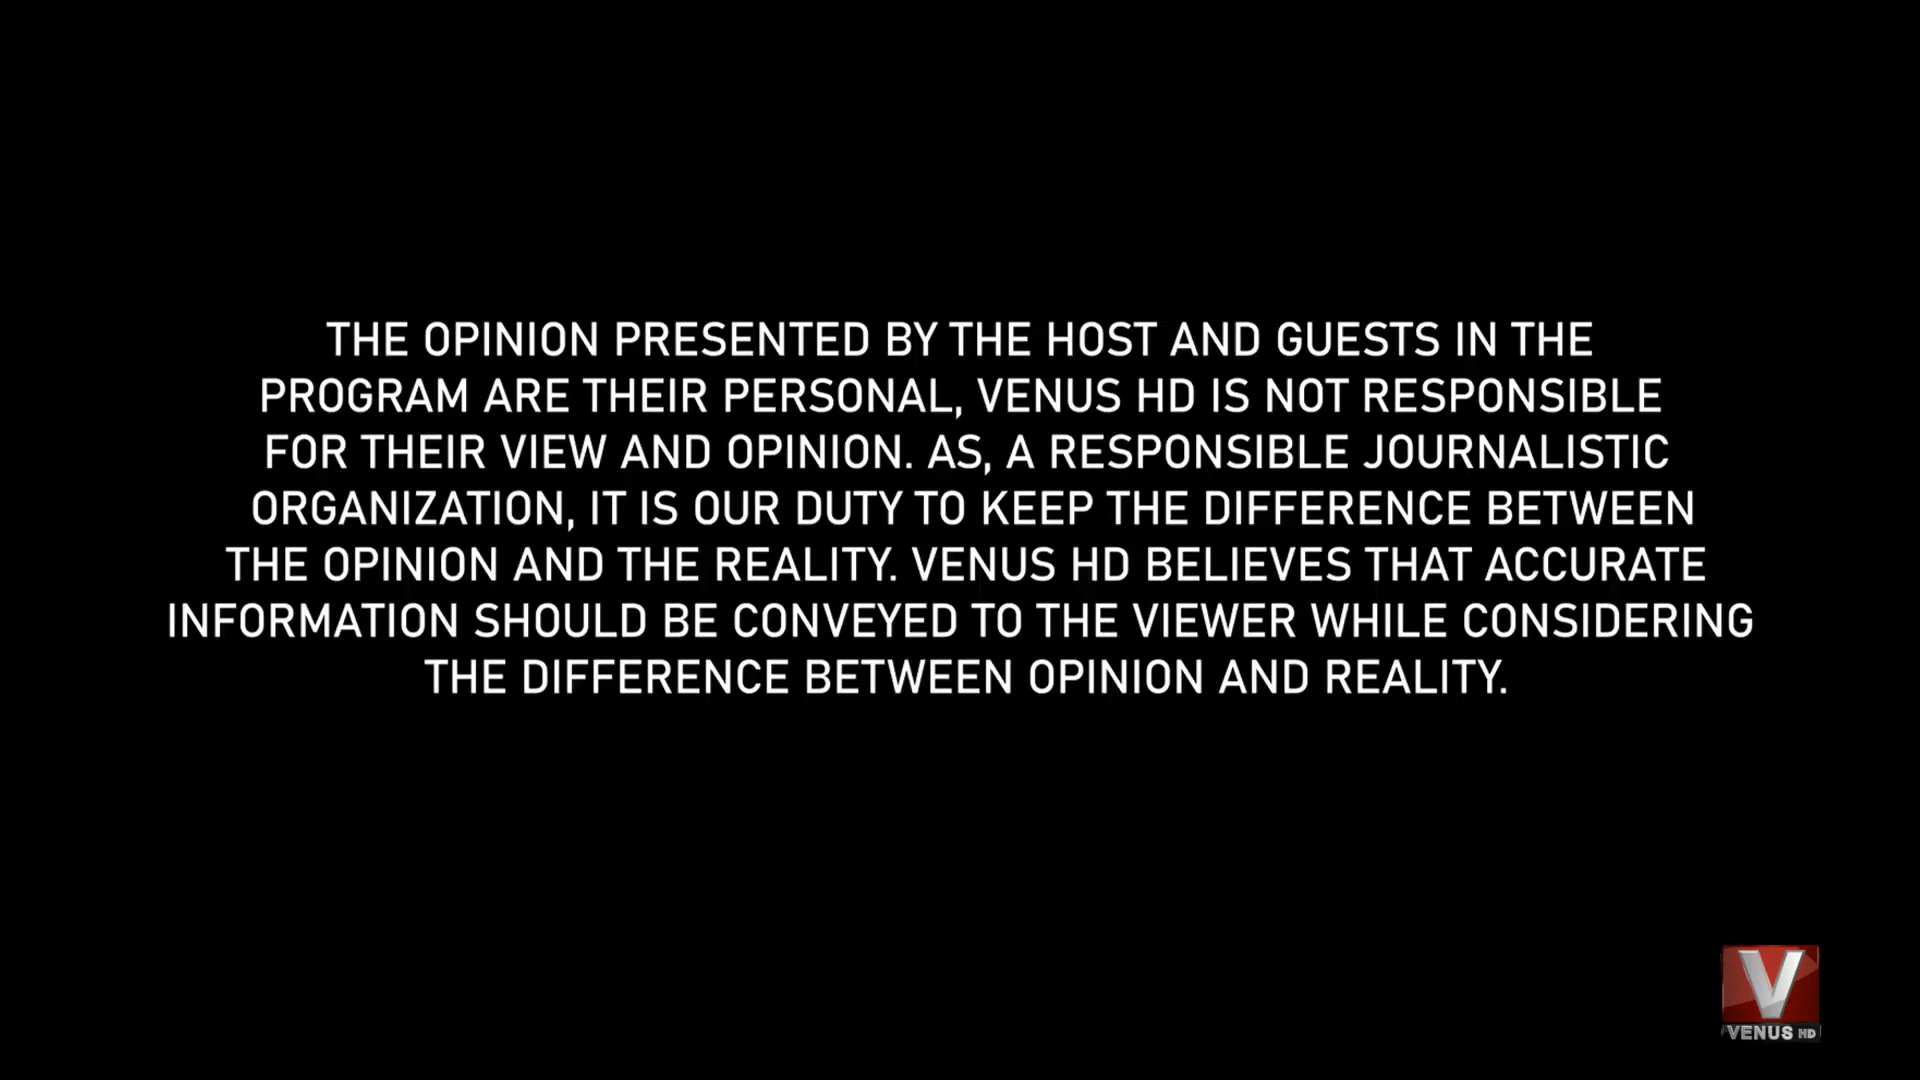 THE OPINION PRESENTED BY THE HOST AND GUESTS IN THE
PROGRAM ARE THEIR PERSONAL, VENUS HD IS NOT RESPONSIBLE
FOR THEIR VIEW AND OPINION. AS, A RESPONSIBLE JOURNALISTIC
ORGANIZATION, IT IS OUR DUTY TO KEEP THE DIFFERENCE BETWEEN
THE OPINION AND THE REALITY. VENUS HD BELIEVES THAT ACCURATE
INFORMATION SHOULD BE CONVEYED TO THE VIEWER WHILE CONSIDERING
THE DIFFERENCE BETWEEN OPINION AND REALITY.
V
VENUS HD